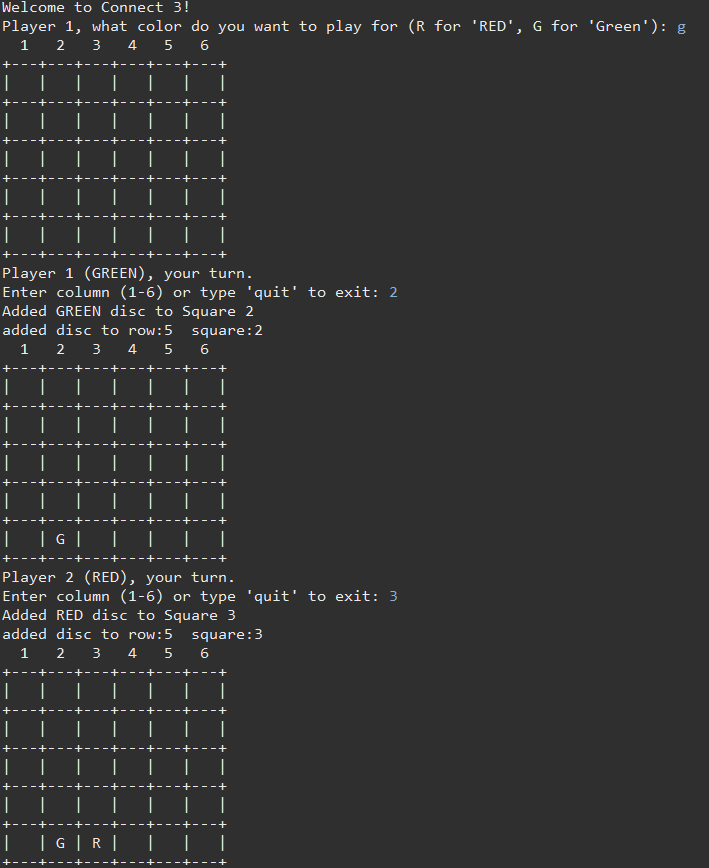 Welcome to Connect 3!
Player 1, what color do you want to play for (R for 'RED', G for 'Green'): g
  1   2   3   4   5   6
+---+---+---+---+---+---+
|   |   |   |   |   |   |
+---+---+---+---+---+---+
|   |   |   |   |   |   |
+---+---+---+---+---+---+
|   |   |   |   |   |   |
+---+---+---+---+---+---+
|   |   |   |   |   |   |
+---+---+---+---+---+---+
|   |   |   |   |   |   |
+---+---+---+---+---+---+
Player 1 (GREEN), your turn.
Enter column (1-6) or type 'quit' to exit: 2
Added GREEN disc to Square 2
added disc to row:5  square:2
  1   2   3   4   5   6
+---+---+---+---+---+---+
|   |   |   |   |   |   |
+---+---+---+---+---+---+
|   |   |   |   |   |   |
+---+---+---+---+---+---+
|   |   |   |   |   |   |
+---+---+---+---+---+---+
|   |   |   |   |   |   |
+---+---+---+---+---+---+
|   | G |   |   |   |   |
+---+---+---+---+---+---+
Player 2 (RED), your turn.
Enter column (1-6) or type 'quit' to exit: 3
Added RED disc to Square 3
added disc to row:5  square:3
  1   2   3   4   5   6
+---+---+---+---+---+---+
|   |   |   |   |   |   |
+---+---+---+---+---+---+
|   |   |   |   |   |   |
+---+---+---+---+---+---+
|   |   |   |   |   |   |
+---+---+---+---+---+---+
|   |   |   |   |   |   |
+---+---+---+---+---+---+
|   | G | R |   |   |   |
+---+---+---+---+---+---+